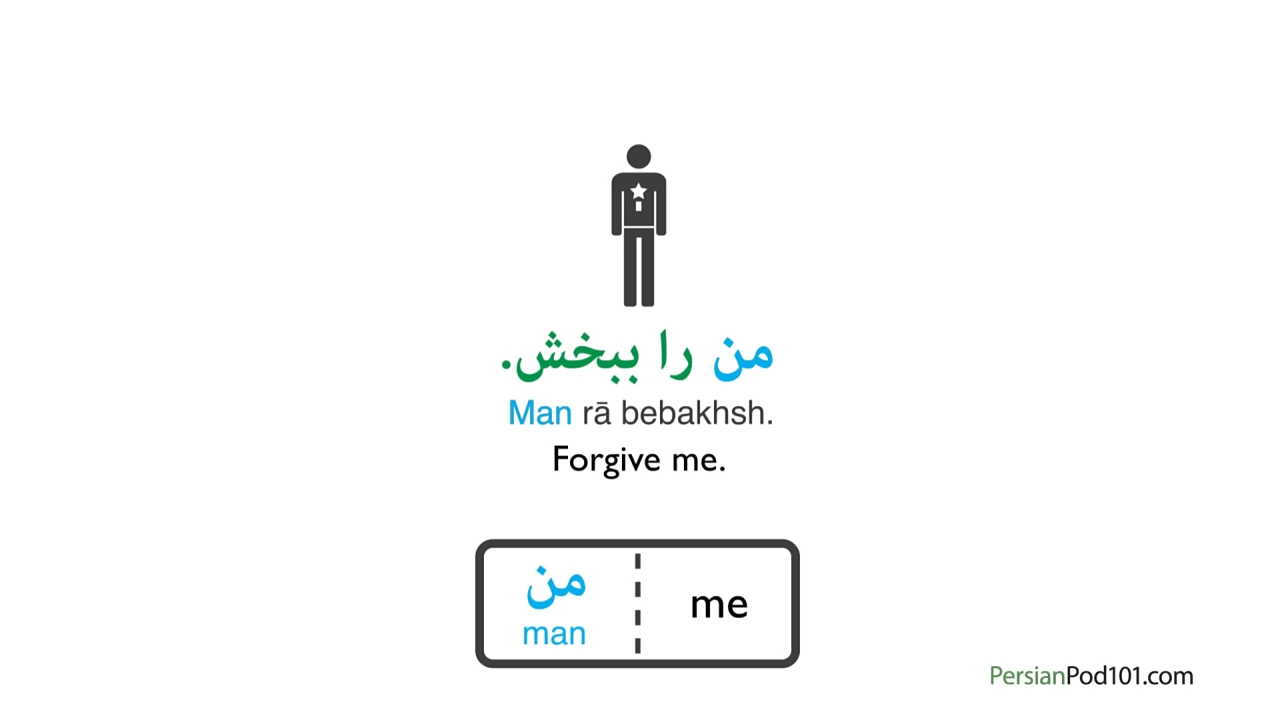 من را ببخش.
Man rā bebakhsh.
Forgive me.
من
man
me
PersianPod101.com